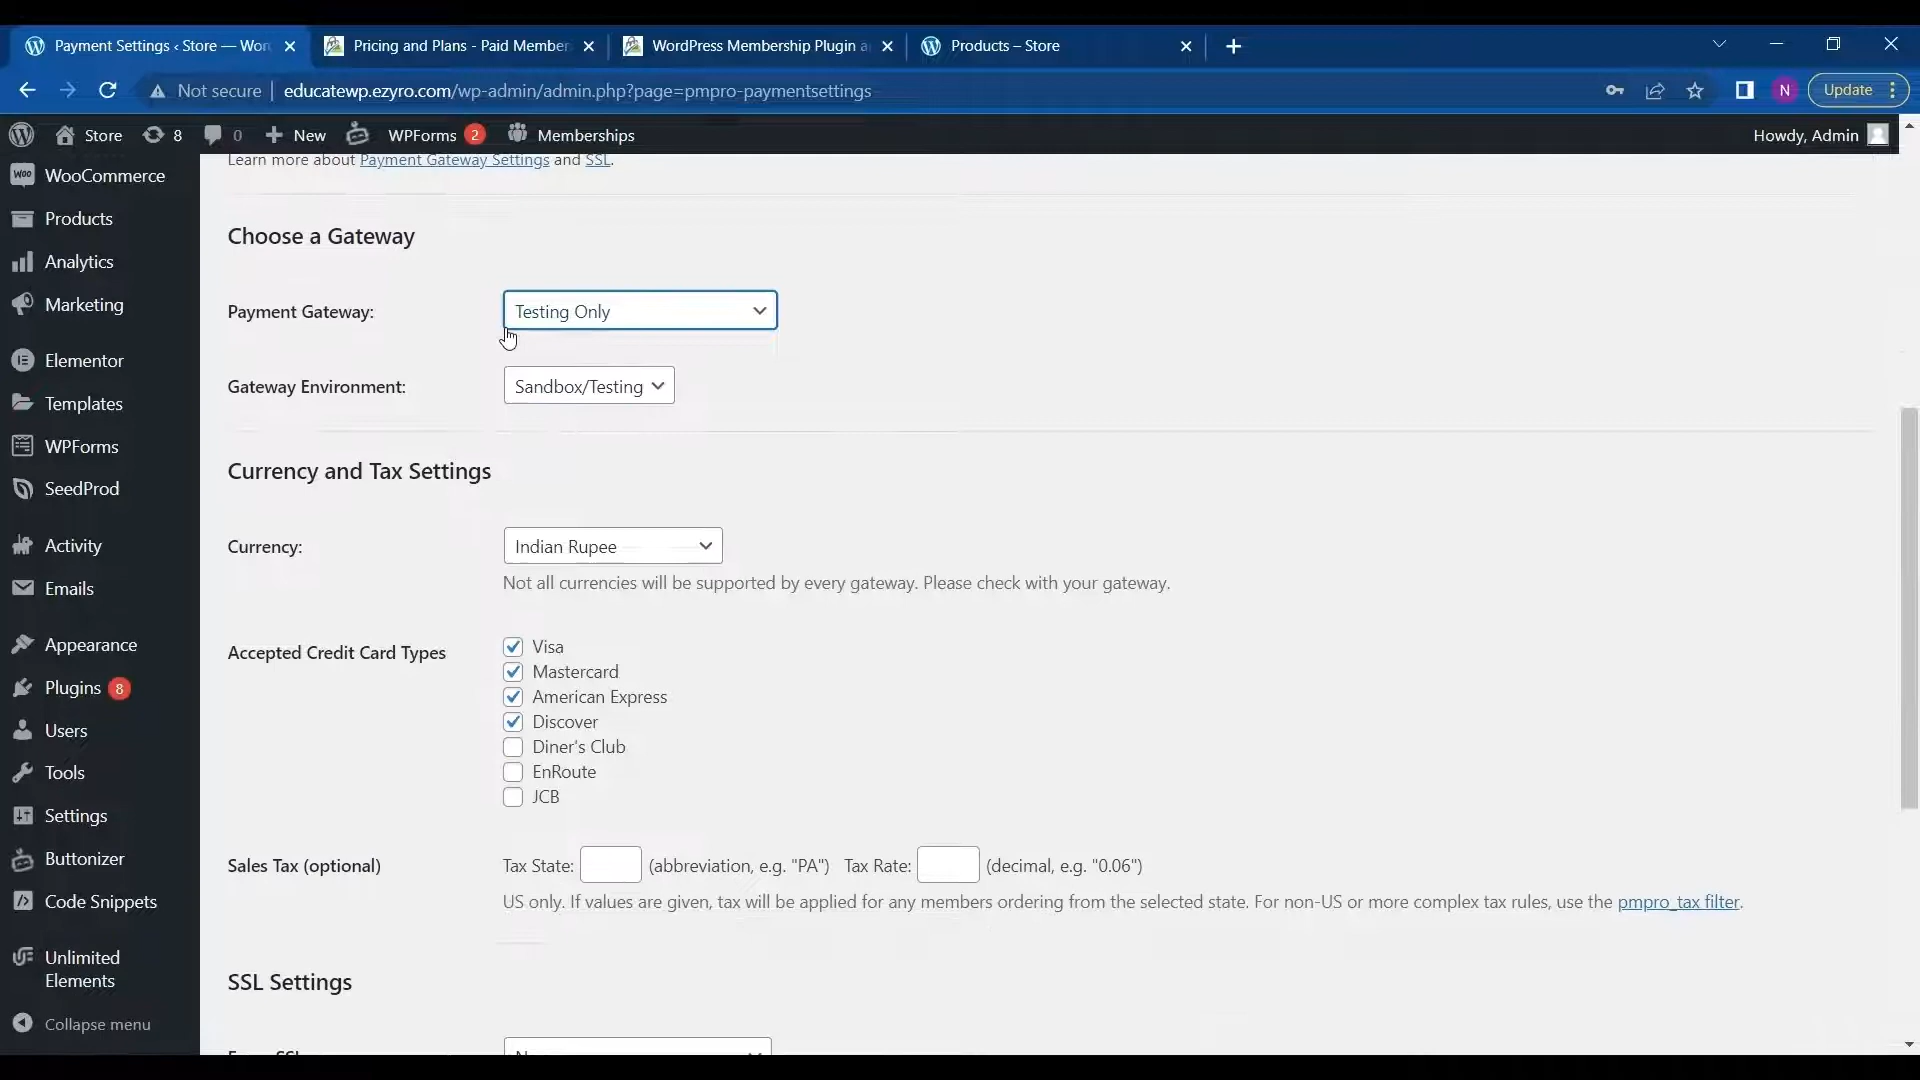 Payment Settings ‹ Store — Wor
Pricing and Plans - Paid Member
WordPress Membership Plugin a
Products – Store
Not secure
educatewp.ezyro.com/wp-admin/admin.php?page=pmpro-paymentsettings
N
Update
Store
8
0
New
WPForms 2
Memberships
Howdy, Admin
WooCommerce
Products
Analytics
Marketing
Elementor
Templates
WPForms
SeedProd
Activity
Emails
Appearance
Plugins 8
Users
Tools
Settings
Buttonizer
Code Snippets
Unlimited
Elements
Collapse menu
Learn more about Payment Gateway Settings and SSL.
Choose a Gateway
Payment Gateway: Testing Only
Gateway Environment: Sandbox/Testing
Currency and Tax Settings
Currency: Indian Rupee
Not all currencies will be supported by every gateway. Please check with your gateway.
Accepted Credit Card Types
Visa
Mastercard
American Express
Discover
Diner's Club
EnRoute
JCB
Sales Tax (optional) Tax State: (abbreviation, e.g. "PA") Tax Rate: (decimal, e.g. "0.06")
US only. If values are given, tax will be applied for any members ordering from the selected state. For non-US or more complex tax rules, use the pmpro_tax filter.
SSL Settings